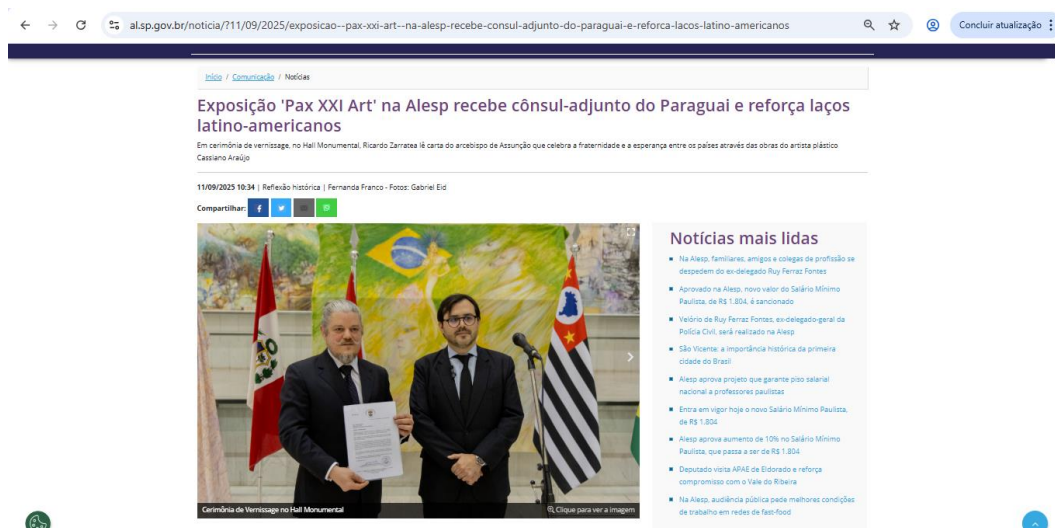 al.sp.gov.br/noticia/?11/09/2025/exposicao--pax-xxi-art--na-alesp-recebe-consul-adjunto-do-paraguai-e-reforca-lacos-latino-americanos
Concluir atualização
Início / Comunicação / Notícias
Exposição 'Pax XXI Art' na Alesp recebe cônsul-adjunto do Paraguai e reforça laços
latino-americanos
Em cerimônia de vernissage, no Hall Monumental, Ricardo Zarratea lê carta do arcebispo de Assunção que celebra a fraternidade e a esperança entre os países através das obras do artista plástico
Cassiano Araújo
11/09/2025 10:34 | Reflexão histórica | Fernanda Franco - Fotos: Gabriel Eid
Compartilhar:
Cerimônia de Vernissage no Hall Monumental
Clique para ver a imagem
Notícias mais lidas
Na Alesp, familiares, amigos e colegas de profissão se
despedem do ex-delegado Ruy Ferraz Fontes
Aprovado na Alesp, novo valor do Salário Mínimo
Paulista, de R$ 1.804, é sancionado
Velório de Ruy Ferraz Fontes, ex-delegado-geral da
Polícia Civil, será realizado na Alesp
São Vicente: a importância histórica da primeira
cidade do Brasil
Alesp aprova projeto que garante piso salarial
nacional a professores paulistas
Entra em vigor hoje o novo Salário Mínimo Paulista,
de R$ 1.804
Alesp aprova aumento de 10% no Salário Mínimo
Paulista, que passa a ser de R$ 1.804
Deputado visita APAE de Eldorado e reforça
compromisso com o Vale do Ribeira
Na Alesp, audiência pública pede melhores condições
de trabalho em redes de fast-food